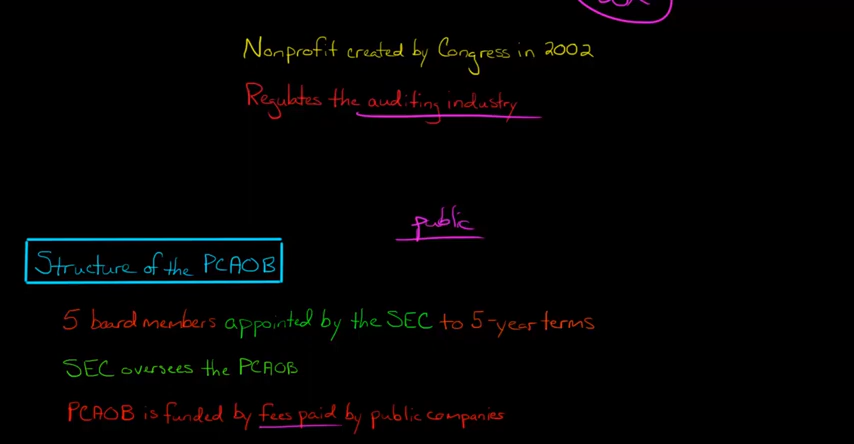 Nonprofit created by Congress in 2002
Regulates the auditing industry
public
Structure of the PCAOB
5 board members appointed by the SEC to 5-year terms
SEC oversees the PCAOB
PCAOB is funded by fees paid by public companies